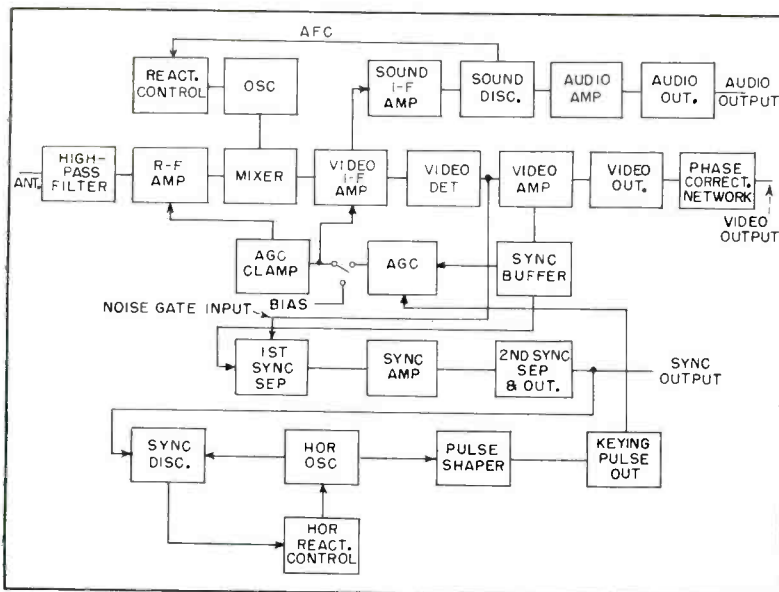 AFC
REACT.
CONTROL
OSC
SOUND
I-F
AMP
SOUND
DISC.
AUDIO
AMP
AUDIO
OUT.
AUDIO
OUTPUT
ANT.
HIGH-
PASS
FILTER
R-F
AMP
MIXER
VIDEO
I-F
AMP
VIDEO
DET
VIDEO
AMP
VIDEO
OUT.
PHASE
CORRECT.
NETWORK
VIDEO
OUTPUT
AGC
CLAMP
AGC
SYNC
BUFFER
BIAS
NOISE GATE INPUT
1ST
SYNC
SEP
SYNC
AMP
2ND SYNC
SEP
& OUT.
SYNC
OUTPUT
SYNC
DISC.
HOR
OSC
PULSE
SHAPER
KEYING
PULSE
OUT
HOR
REACT.
CONTROL